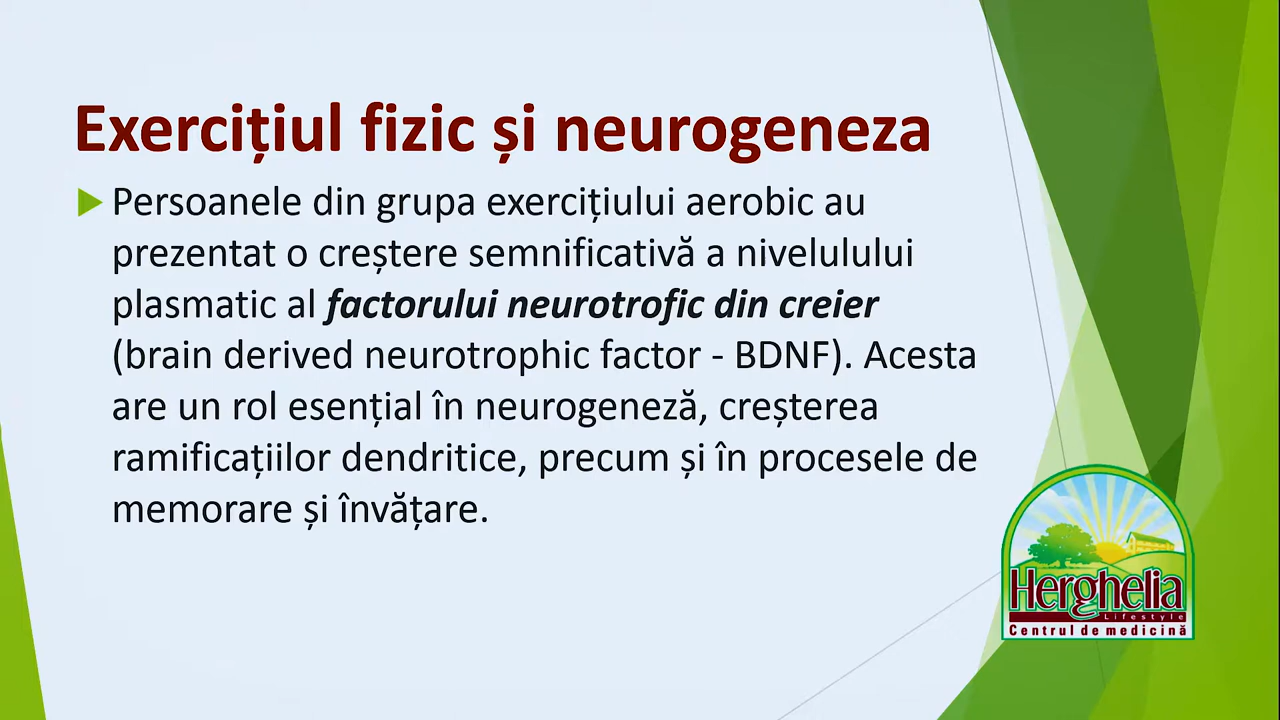 Exercițiul fizic și neurogeneza
Persoanele din grupa exercițiului aerobic au
prezentat o creștere semnificativă a nivelulului
plasmatic al factorului neurotrofic din creier
(brain derived neurotrophic factor - BDNF). Acesta
are un rol esențial în neurogeneză, creșterea
ramificațiilor dendritice, precum și în procesele de
memorare și învățare.
Herghelia
Lifestyle
Centrul de medicină